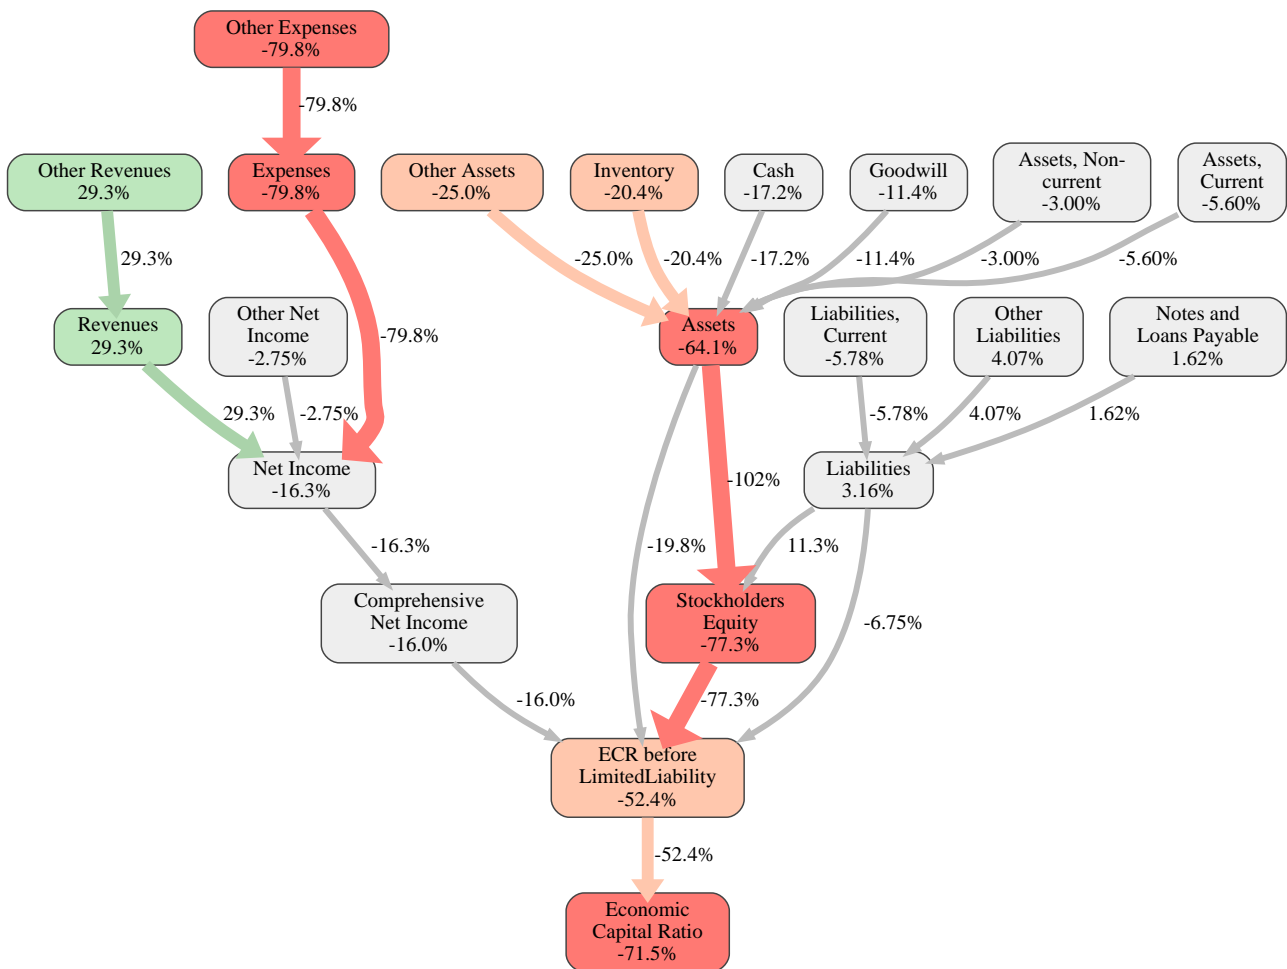 Other Expenses
-79.8%
-79.8%
Other Revenues
29.3%
Expenses
-79.8%
Other Assets
-25.0%
Inventory
-20.4%
Cash
-17.2%
Goodwill
-11.4%
Assets, Non-
current
-3.00%
Assets,
Current
-5.60%
29.3%
-25.0%
-20.4%
-17.2%
-11.4%
-3.00%
-5.60%
Revenues
29.3%
Other Net
Income
-2.75%
-79.8%
Assets
-64.1%
Liabilities,
Current
-5.78%
Other
Liabilities
4.07%
Notes and
Loans Payable
1.62%
29.3%
-2.75%
-5.78%
4.07%
1.62%
Net Income
-16.3%
-102%
Liabilities
3.16%
-16.3%
-19.8%
11.3%
Comprehensive
Net Income
-16.0%
Stockholders
Equity
-77.3%
-6.75%
-16.0%
-77.3%
ECR before
LimitedLiability
-52.4%
-52.4%
Economic
Capital Ratio
-71.5%